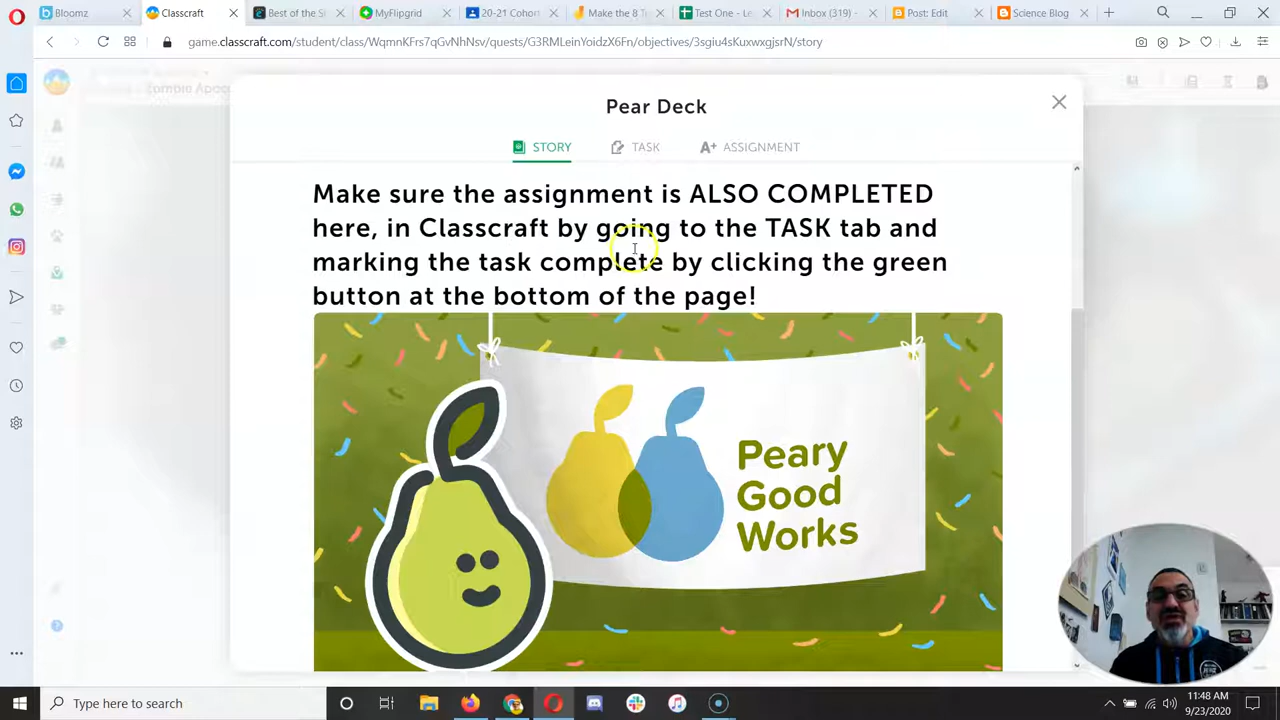 Bloomz
Classcraft
Best of the Si
MyFlipgrid
20-21 Cohort
Make the 8 T
Test One -
Inbox (319) -
Post: Edit
Science Blog
game.classcraft.com/student/class/WqmnKFrs7qGvNhNsv/quests/G3RMLeinYoidzX6Fn/objectives/3sgiu4sKuxwxgjsrN/story
Pear Deck
STORY
TASK
A+ ASSIGNMENT
Make sure the assignment is ALSO COMPLETED
here, in Classcraft by going to the TASK tab and
marking the task complete by clicking the green
button at the bottom of the page!
Peary
Good
Works
Type here to search
11:48 AM
9/23/2020